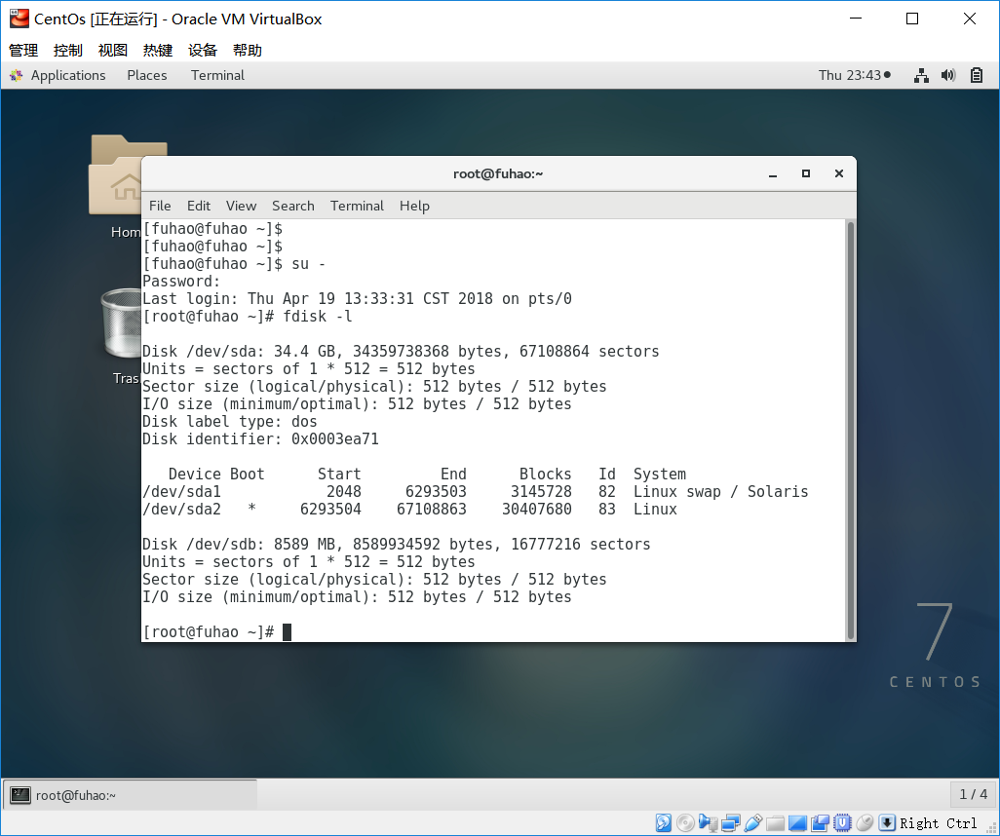 CentOs [正在运行] - Oracle VM VirtualBox
管理 控制 视图 热键 设备 帮助
Applications Places Terminal Thu 23:43
Home
Tras
root@fuhao:~
File Edit View Search Terminal Help
[fuhao@fuhao ~]$
[fuhao@fuhao ~]$
[fuhao@fuhao ~]$ su -
Password:
Last login: Thu Apr 19 13:33:31 CST 2018 on pts/0
[root@fuhao ~]# fdisk -l
Disk /dev/sda: 34.4 GB, 34359738368 bytes, 67108864 sectors
Units = sectors of 1 * 512 = 512 bytes
Sector size (logical/physical): 512 bytes / 512 bytes
I/O size (minimum/optimal): 512 bytes / 512 bytes
Disk label type: dos
Disk identifier: 0x0003ea71
Device Boot Start End Blocks Id System
/dev/sda1 2048 6293503 3145728 82 Linux swap / Solaris
/dev/sda2 * 6293504 67108863 30407680 83 Linux
Disk /dev/sdb: 8589 MB, 8589934592 bytes, 16777216 sectors
Units = sectors of 1 * 512 = 512 bytes
Sector size (logical/physical): 512 bytes / 512 bytes
I/O size (minimum/optimal): 512 bytes / 512 bytes
[root@fuhao ~]#
7
CENTOS
root@fuhao:~ 1 / 4
Right Ctrl